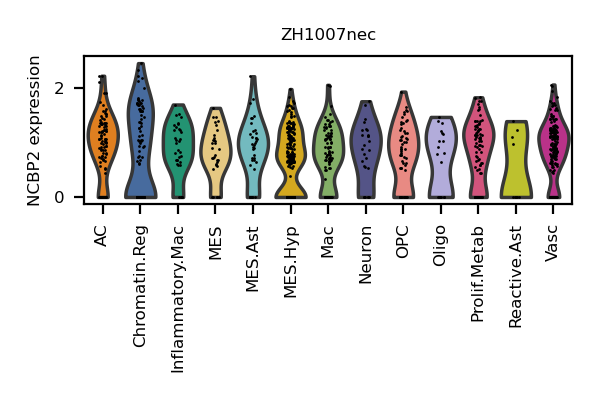 ZH1007nec
NCBP2 expression
2
0
AC
Chromatin.Reg
Inflammatory.Mac
MES
MES.Ast
MES.Hyp
Mac
Neuron
OPC
Oligo
Prolif.Metab
Reactive.Ast
Vasc